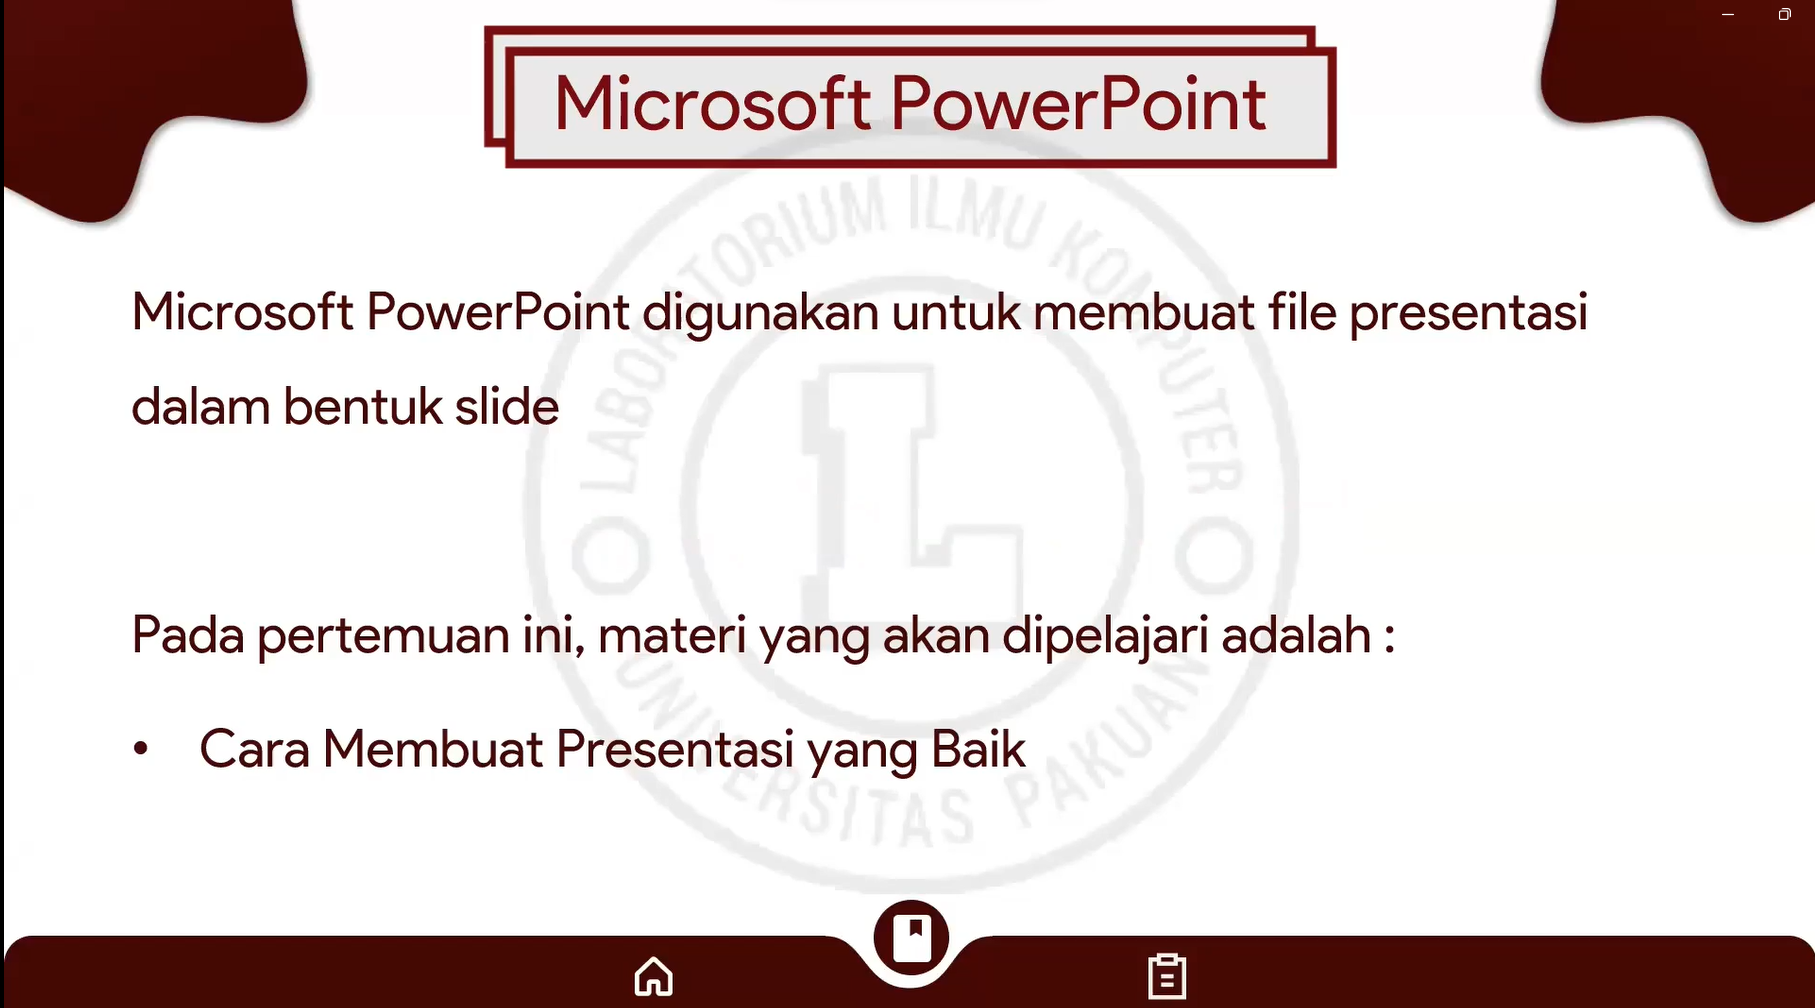 Microsoft PowerPoint
LABORATORIUM ILMU KOMPUTER
Microsoft PowerPoint digunakan untuk membuat file presentasi
dalam bentuk slide
L
Pada pertemuan ini, materi yang akan dipelajari adalah :
• Cara Membuat Presentasi yang Baik
UNIVERSITAS PAKUAN